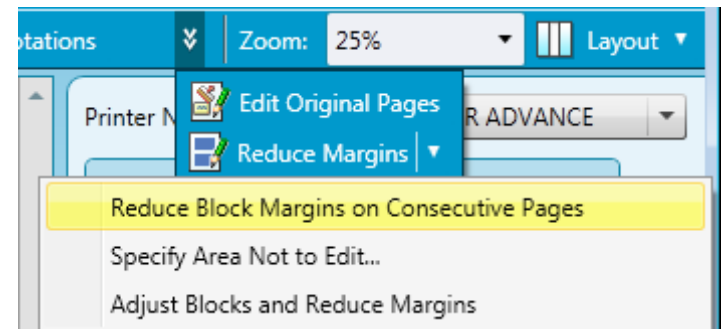 otations Zoom: 25% Layout
Edit Original Pages
Printer N R ADVANCE
Reduce Margins
Reduce Block Margins on Consecutive Pages
Specify Area Not to Edit...
Adjust Blocks and Reduce Margins